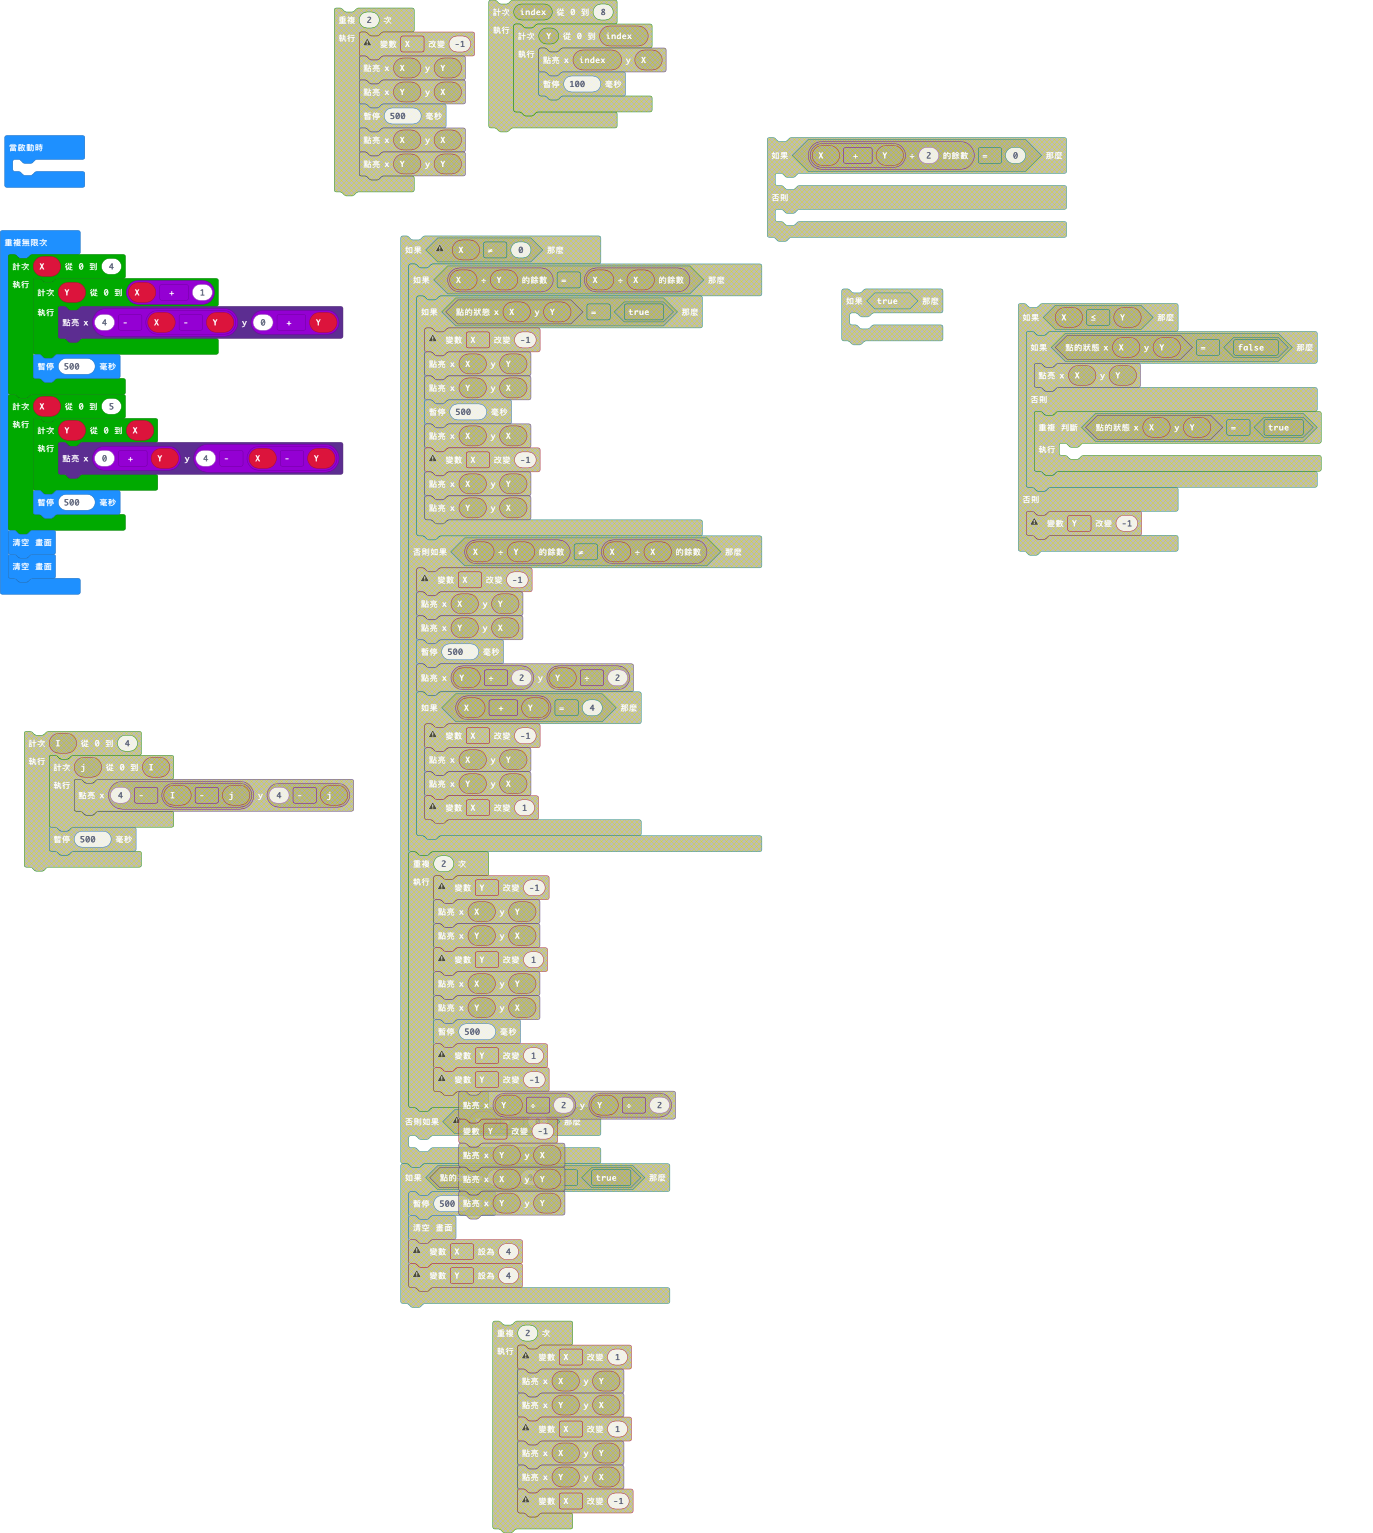 當啟動時
重複無限次
計次 X 從 0 到 4
執行
計次 Y 從 0 到 X + 1
執行
點亮 x 4 - X - Y y 0 + Y
暫停 500 毫秒
計次 X 從 0 到 5
執行
計次 Y 從 0 到 X
執行
點亮 x 0 + Y y 4 - X - Y
暫停 500 毫秒
清空 畫面
清空 畫面
計次 I 從 0 到 4
執行
計次 j 從 0 到 I
執行
點亮 x 4 - I - j y 4 - j
暫停 500 毫秒
重複 2 次
執行
變數 X 改變 -1
點亮 x X y Y
點亮 x Y y X
暫停 500 毫秒
點亮 x X y X
點亮 x Y y Y
計次 index 從 0 到 8
執行
計次 Y 從 0 到 index
執行
點亮 x index y X
暫停 100 毫秒
如果 X ≠ 0 那麼
如果 X ÷ Y 的餘數 = X ÷ X 的餘數 那麼
如果 點的狀態 x X y Y = true 那麼
變數 X 改變 -1
點亮 x X y Y
點亮 x Y y X
暫停 500 毫秒
點亮 x X y X
變數 X 改變 -1
點亮 x X y Y
點亮 x Y y X
否則如果 X ÷ Y 的餘數 ≠ X ÷ X 的餘數 那麼
變數 X 改變 -1
點亮 x X y Y
點亮 x Y y X
暫停 500 毫秒
點亮 x Y ÷ 2 y Y ÷ 2
如果 X + Y = 4 那麼
變數 X 改變 -1
點亮 x X y Y
點亮 x Y y X
變數 X 改變 1
重複 2 次
執行
變數 Y 改變 -1
點亮 x X y Y
點亮 x Y y X
變數 Y 改變 1
點亮 x X y Y
點亮 x Y y X
暫停 500 毫秒
變數 Y 改變 1
變數 Y 改變 -1
點亮 x Y ÷ 2 y Y ÷ 2
否則如果 那麼
變數 Y 改變 -1
點亮 x Y y X
點亮 x X y Y
點亮 x Y y Y
如果 點的 true 那麼
暫停 500
清空 畫面
變數 X 設為 4
變數 Y 設為 4
重複 2 次
執行
變數 X 改變 1
點亮 x X y Y
點亮 x Y y X
變數 X 改變 1
點亮 x X y Y
點亮 x Y y X
變數 X 改變 -1
如果 X + Y ÷ 2 的餘數 = 0 那麼
否則
如果 true 那麼
如果 X ≤ Y 那麼
如果 點的狀態 x X y Y = false 那麼
點亮 x X y Y
否則
重複 判斷 點的狀態 x X y Y = true
執行
否則
變數 Y 改變 -1